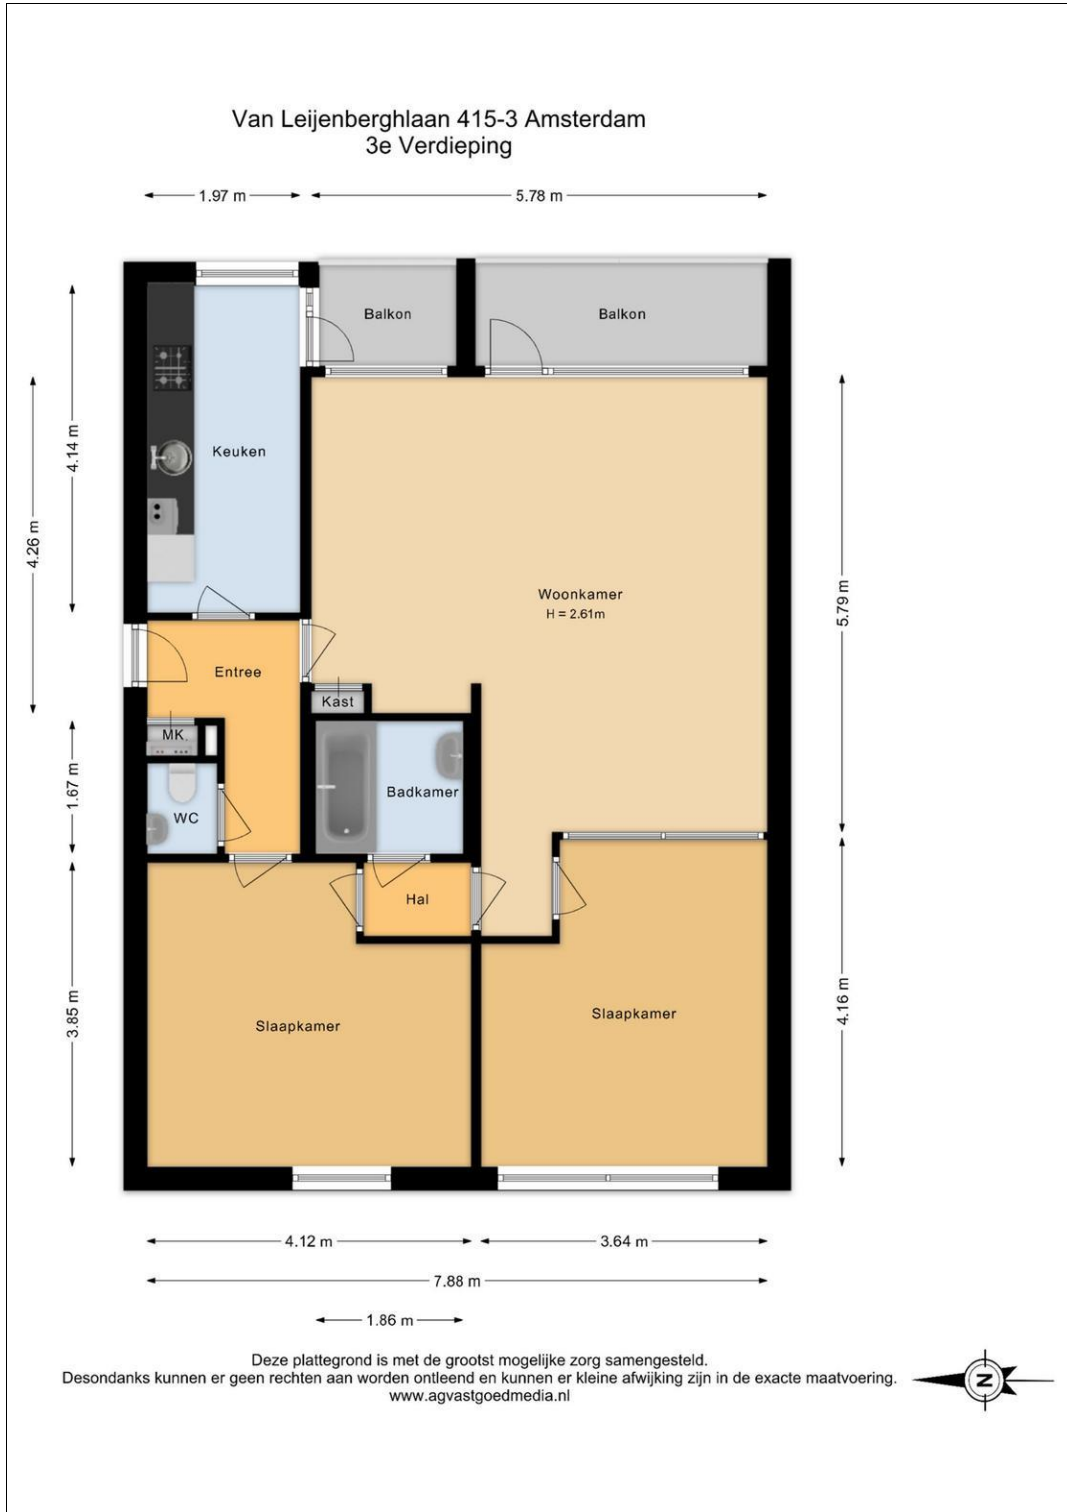 Van Leijenberghlaan 415-3 Amsterdam
3e Verdieping
1.97 m
5.78 m
Balkon
Balkon
4.14 m
4.26 m
Keuken
5.79 m
Woonkamer
H = 2.61m
Entree
Kast
MK.
1.67 m
Badkamer
WC
Hal
3.85 m
4.16 m
Slaapkamer
Slaapkamer
4.12 m
3.64 m
7.88 m
1.86 m
Deze plattegrond is met de grootst mogelijke zorg samengesteld.
Desondanks kunnen er geen rechten aan worden ontleend en kunnen er kleine afwijking zijn in de exacte maatvoering.
www.agvastgoedmedia.nl
N